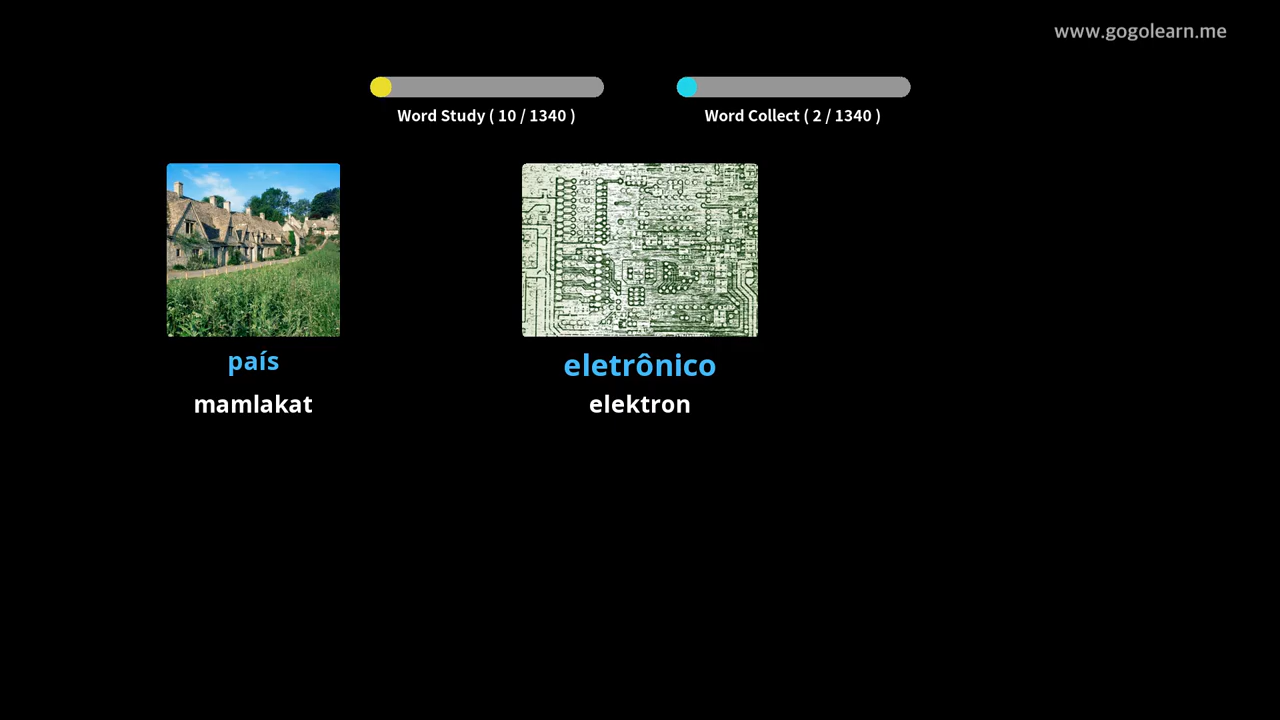 www.gogolearn.me
Word Study ( 10 / 1340 )
Word Collect ( 2 / 1340 )
país
mamlakat
eletrônico
elektron